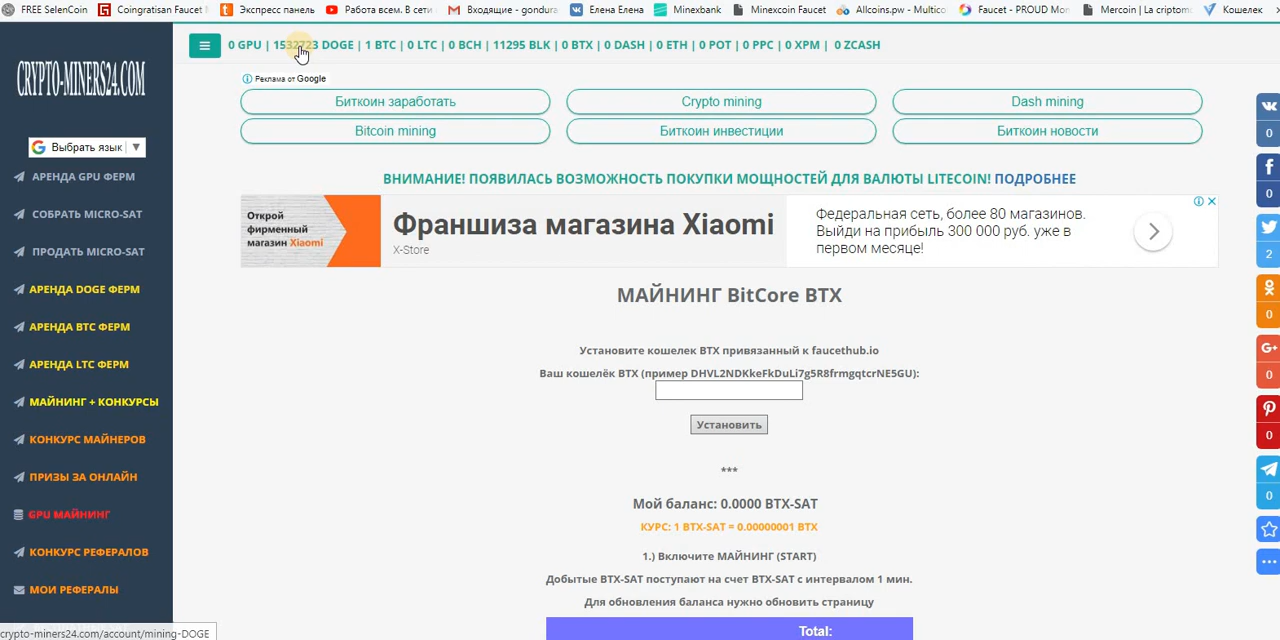 FREE SelenCoin
Coingratisan Faucet
Экспресс панель
Работа всем. В сети
Входящие - gondura
Елена Елена
Minexbank
Minexcoin Faucet
Allcoins.pw - Multico
Faucet - PROUD Mon
Mercoin | La criptom
Кошелек
CRYPTO-MINERS24.COM
0 GPU | 1532223 DOGE | 1 BTC | 0 LTC | 0 BCH | 11295 BLK | 0 BTX | 0 DASH | 0 ETH | 0 POT | 0 PPC | 0 XPM | 0 ZCASH
Реклама от Google
Биткоин заработать
Crypto mining
Dash mining
Bitcoin mining
Биткоин инвестиции
Биткоин новости
Выбрать язык
АРЕНДА GPU ФЕРМ
СОБРАТЬ MICRO-SAT
ПРОДАТЬ MICRO-SAT
АРЕНДА DOGE ФЕРМ
АРЕНДА BTC ФЕРМ
АРЕНДА LTC ФЕРМ
МАЙНИНГ + КОНКУРСЫ
КОНКУРС МАЙНЕРОВ
ПРИЗЫ ЗА ОНЛАЙН
GPU МАЙНИНГ
КОНКУРС РЕФЕРАЛОВ
МОИ РЕФЕРАЛЫ
crypto-miners24.com/account/mining-DOGE
ВНИМАНИЕ! ПОЯВИЛАСЬ ВОЗМОЖНОСТЬ ПОКУПКИ МОЩНОСТЕЙ ДЛЯ ВАЛЮТЫ LITECOIN! ПОДРОБНЕЕ
Открой
фирменный
магазин Xiaomi
Франшиза магазина Xiaomi
X-Store
Федеральная сеть, более 80 магазинов.
Выйди на прибыль 300 000 руб. уже в
первом месяце!
МАЙНИНГ BitCore BTX
Установите кошелек BTX привязанный к faucethub.io
Ваш кошелёк BTX (пример DHVL2NDKkeFkDuLi7g5R8frmgqtcrNE5GU):
Установить
***
Мой баланс: 0.0000 BTX-SAT
КУРС: 1 BTX-SAT = 0.00000001 BTX
1.) Включите МАЙНИНГ (START)
Добытые BTX-SAT поступают на счет BTX-SAT с интервалом 1 мин.
Для обновления баланса нужно обновить страницу
Total:
0
0
2
0
G+
0
0
0